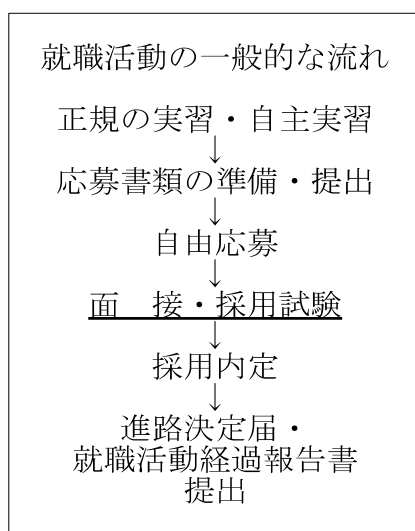 就職活動の一般的な流れ
正規の実習・自主実習
↓
応募書類の準備・提出
↓
自由応募
↓
面　接・採用試験
↓
採用内定
↓
進路決定届・
就職活動経過報告書
提出